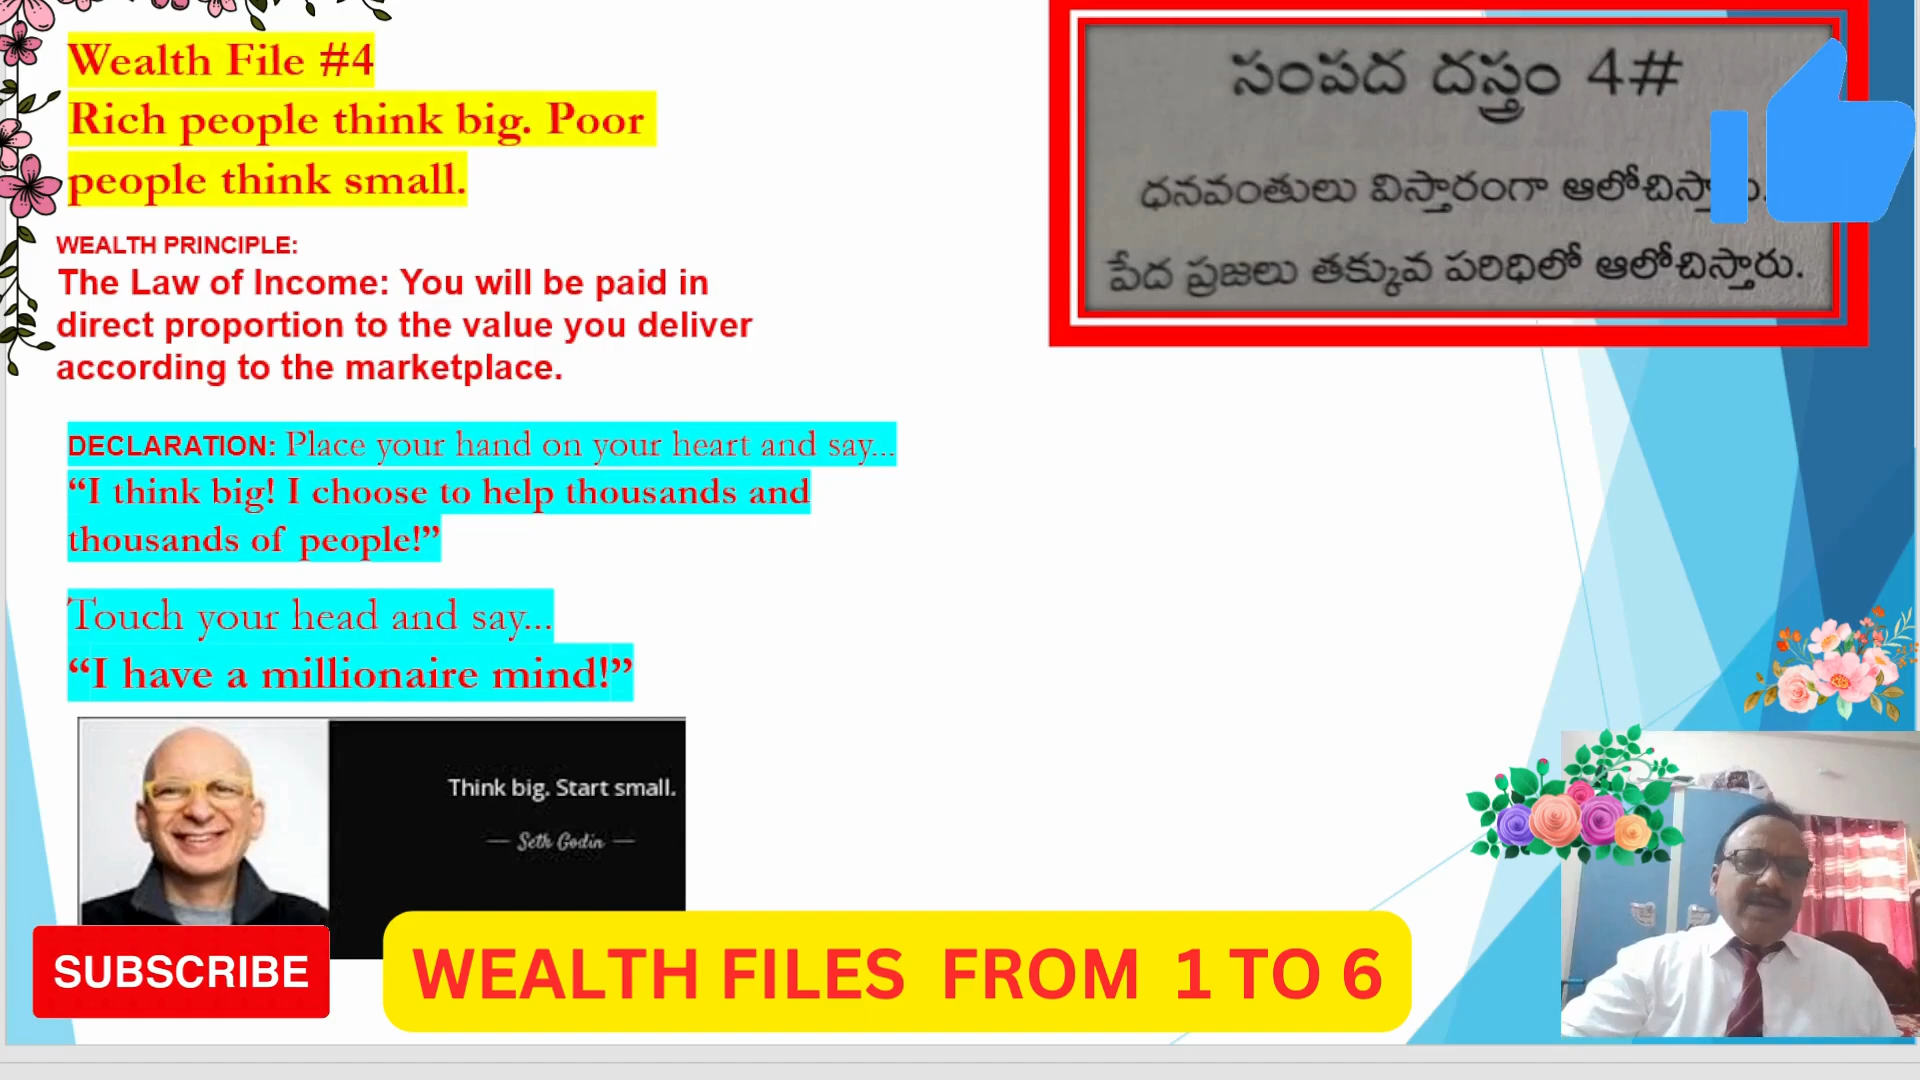 Wealth File #4
Rich people think big. Poor
people think small.
WEALTH PRINCIPLE:
The Law of Income: You will be paid in
direct proportion to the value you deliver
according to the marketplace.
DECLARATION: Place your hand on your heart and say...
“I think big! I choose to help thousands and
thousands of people!”
Touch your head and say...
“I have a millionaire mind!”
Think big. Start small.
— Seth Godin —
SUBSCRIBE
WEALTH FILES FROM 1 TO 6
సంపద దస్త్రం 4#
ధనవంతులు విస్తారంగా
పేద ప్రజలు తక్కువ పరిధిలో ఆలోచిస్తారు.